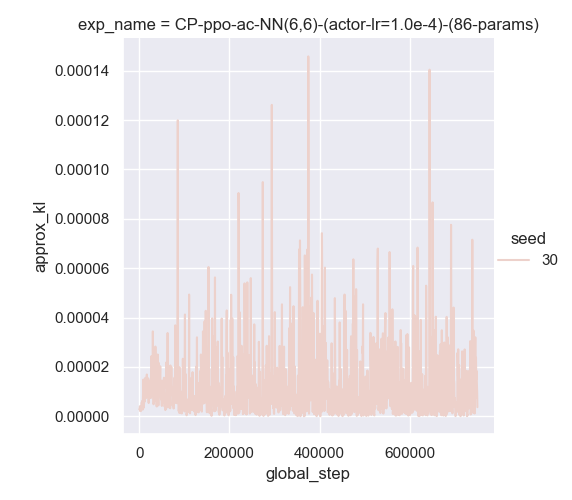 exp_name = CP-ppo-ac-NN(6,6)-(actor-lr=1.0e-4)-(86-params)
0.00014
0.00012
0.00010
0.00008
0.00006
0.00004
0.00002
0.00000
approx_kl
0 200000 400000 600000
global_step
seed
30